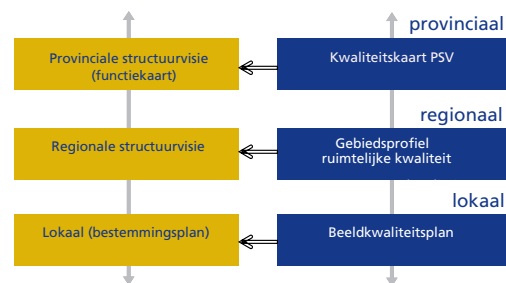 provinciaal
Provinciale structuurvisie
(functiekaart)
Kwaliteitskaart PSV
regionaal
Regionale structuurvisie
Gebiedsprofiel
ruimtelijke kwaliteit
lokaal
Lokaal (bestemmingsplan)
Beeldkwaliteitsplan